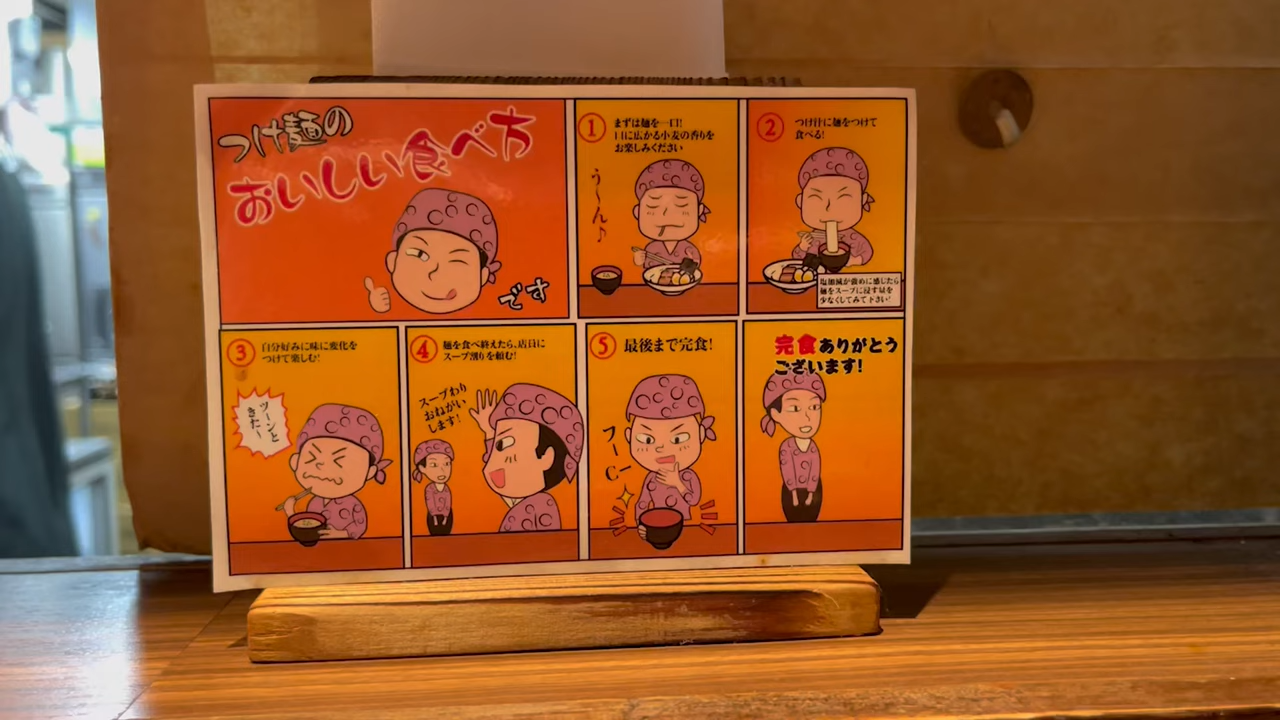 つけ麺の
おいしい食べ方
です
① まずは麺を一口!
口に広がる小麦の香りを
お楽しみください
う〜ん♪
② つけ汁に麺をつけて
食べる!
塩加減が強めに感じたら
麺をスープに浸す量を
少なくしてみて下さい!
③ 自分好みに味に変化を
つけて楽しむ!
ツーンと
きた〜
④ 麺を食べ終えたら、店員に
スープ割りを頼む!
スープわり
おねがい
します!
⑤ 最後まで完食!
フー
完食ありがとう
ございます!